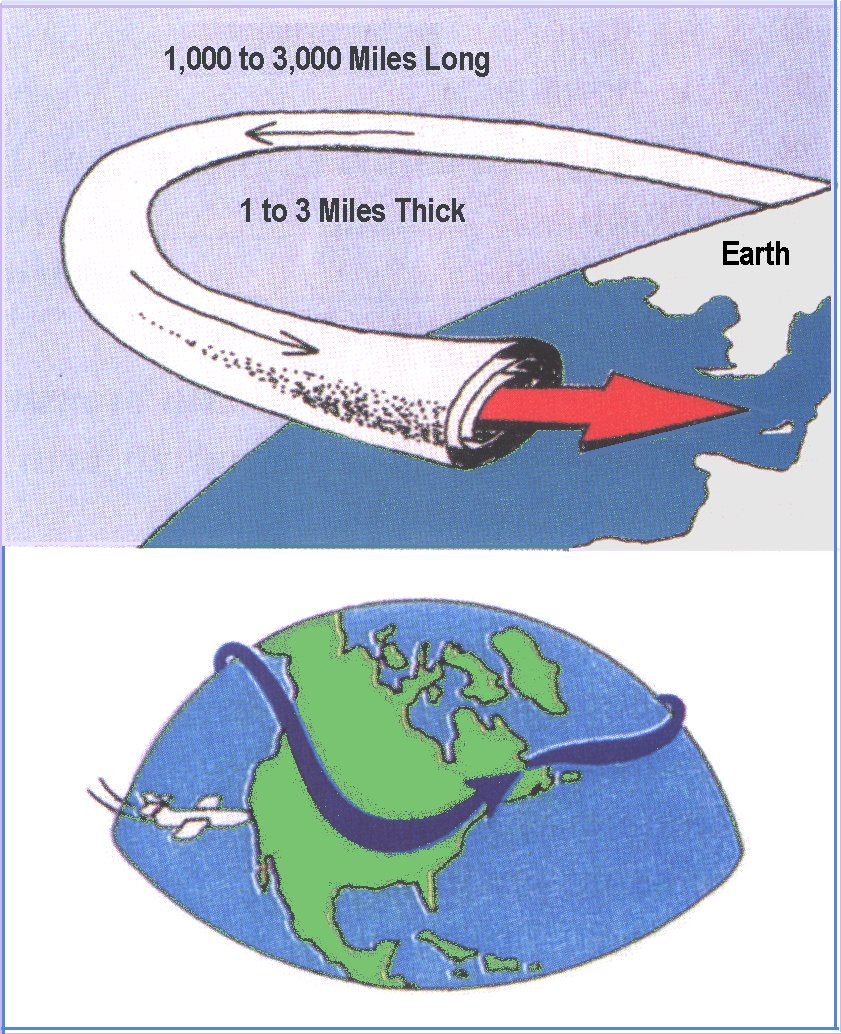 1,000 to 3,000 Miles Long
1 to 3 Miles Thick
Earth